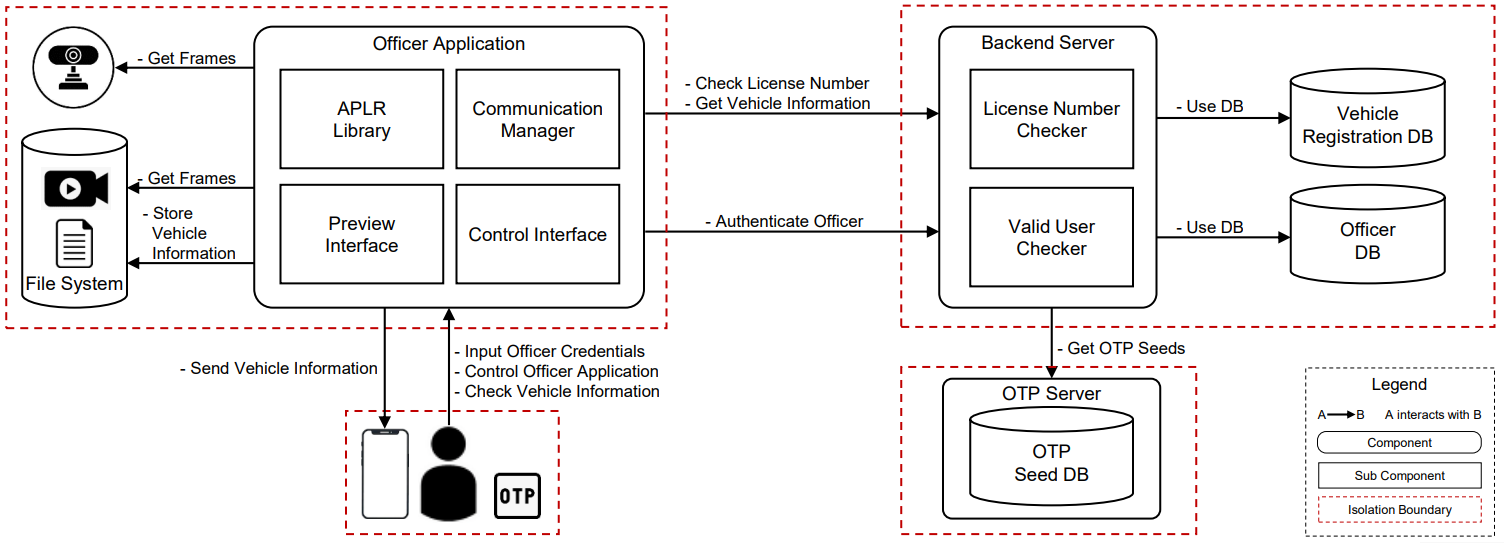 Officer Application
- Get Frames
APLR
Library
Communication
Manager
Preview
Interface
Control Interface
- Get Frames
- Store
Vehicle
Information
File System
- Check License Number
- Get Vehicle Information
- Authenticate Officer
Backend Server
License Number
Checker
Valid User
Checker
- Use DB
Vehicle
Registration DB
- Use DB
Officer
DB
- Send Vehicle Information
- Input Officer Credentials
- Control Officer Application
- Check Vehicle Information
OTP
- Get OTP Seeds
OTP Server
OTP
Seed DB
Legend
A B A interacts with B
Component
Sub Component
Isolation Boundary